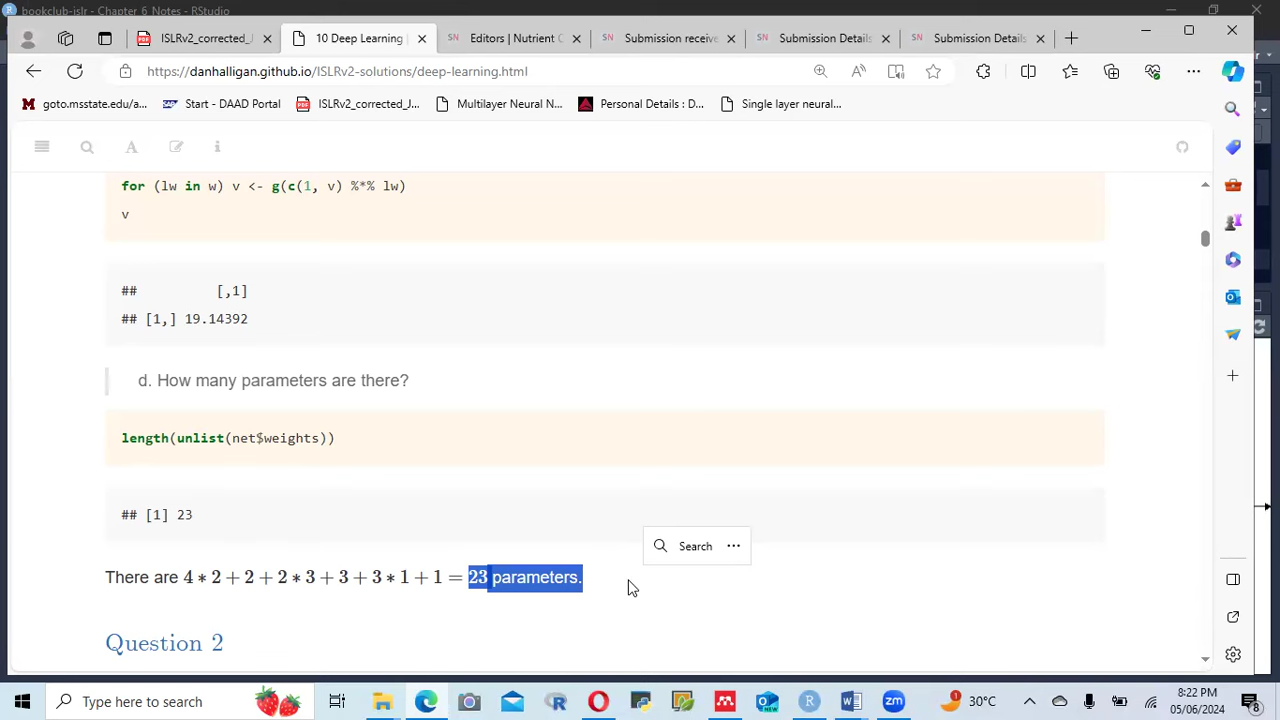 bookclub-islr - Chapter 6 Notes - RStudio
ISLRv2_corrected_J
10 Deep Learning |
Editors | Nutrient C
Submission receive
Submission Details
Submission Details
https://danhalligan.github.io/ISLRv2-solutions/deep-learning.html
goto.msstate.edu/a...
Start - DAAD Portal
ISLRv2_corrected_J...
Multilayer Neural N...
Personal Details : D...
Single layer neural...
for (lw in w) v <- g(c(1, v) %*% lw)
v
## [,1]
## [1,] 19.14392
d. How many parameters are there?
length(unlist(net$weights))
## [1] 23
Search
There are 4 ∗ 2 + 2 + 2 ∗ 3 + 3 + 3 ∗ 1 + 1 = 23 parameters.
Question 2
Type here to search
30°C
8:22 PM
05/06/2024
8